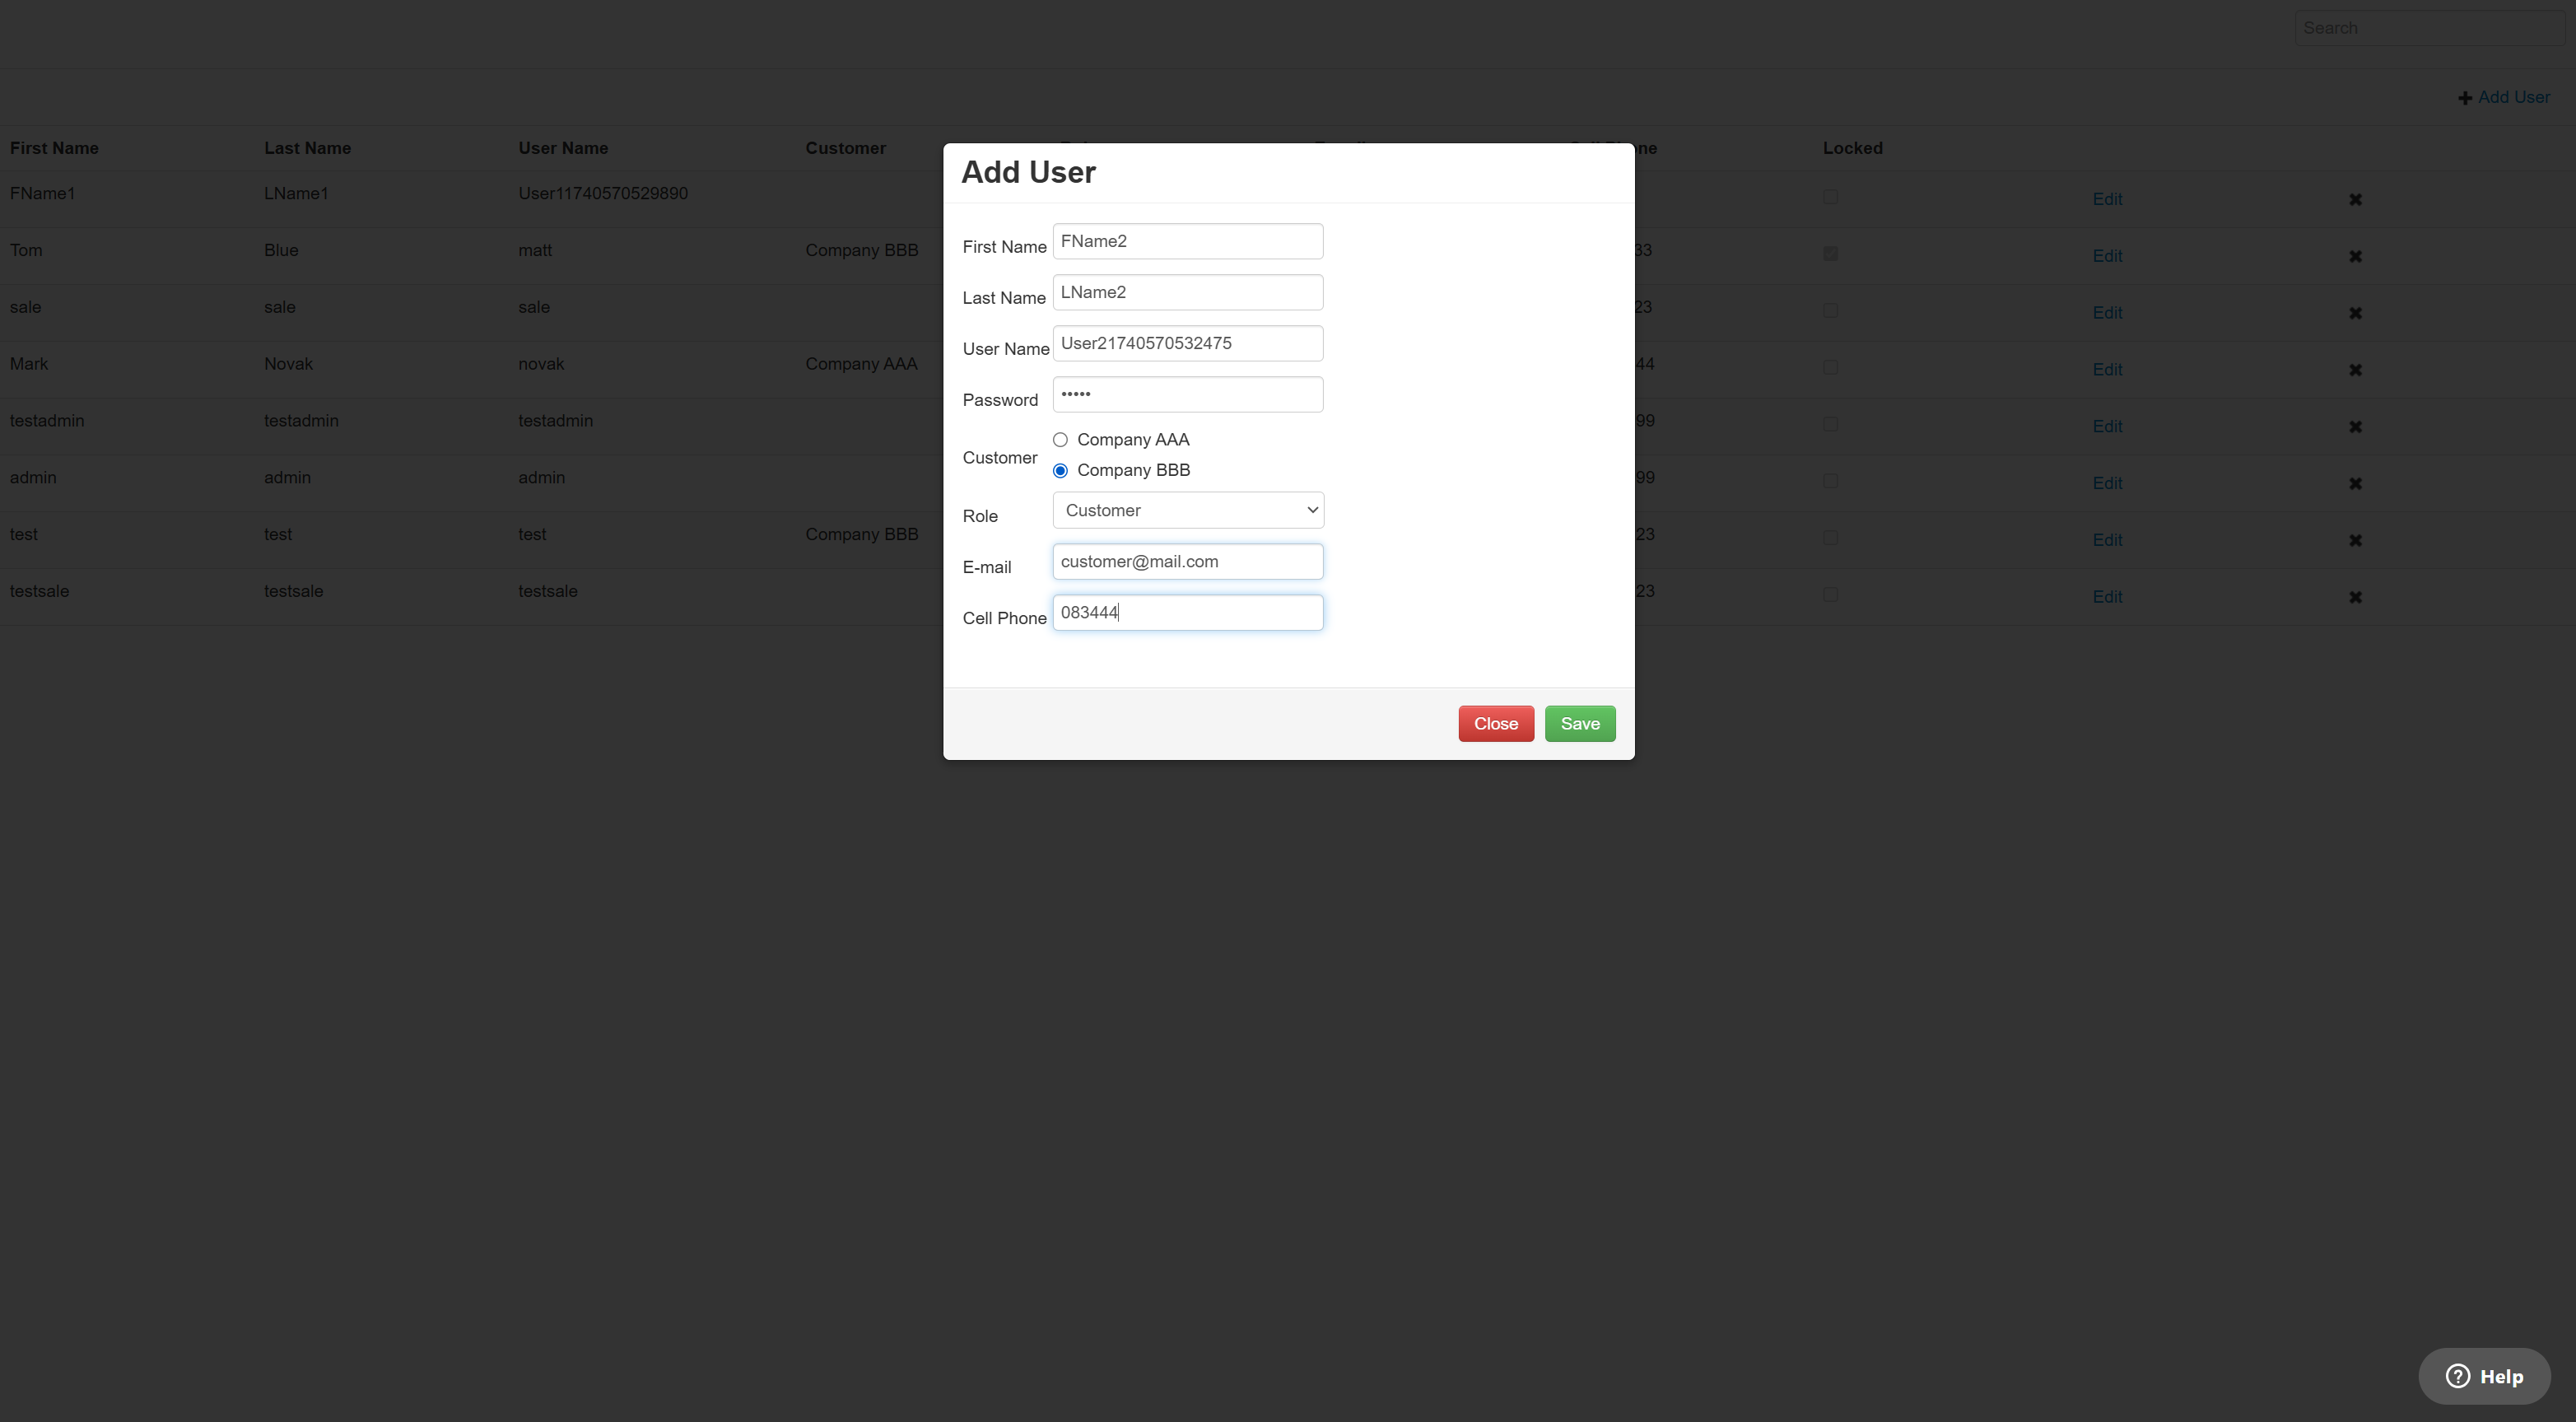 Search
Add User
First Name Last Name User Name Customer ne Locked
FName1 LName1 User11740570529890 Edit
Tom Blue matt Company BBB 33 Edit
sale sale sale 23 Edit
Mark Novak novak Company AAA 44 Edit
testadmin testadmin testadmin 99 Edit
admin admin admin 99 Edit
test test test Company BBB 23 Edit
testsale testsale testsale 23 Edit
Add User
First Name FName2
Last Name LName2
User Name User21740570532475
Password •••••
Customer
Company AAA
Company BBB
Role Customer
E-mail customer@mail.com
Cell Phone 083444
Close Save
Help